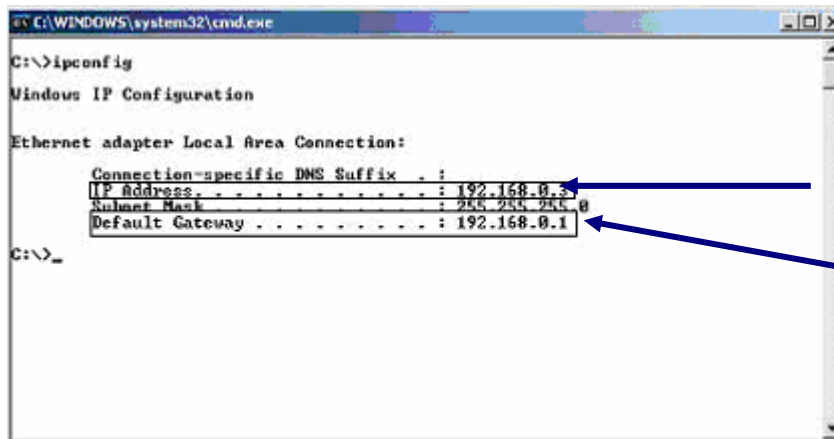 C:\WINDOWS\system32\cmd.exe
C:\>ipconfig
Windows IP Configuration
Ethernet adapter Local Area Connection:
Connection-specific DNS Suffix . :
IP Address. . . . . . . . . . . . : 192.168.0.3
Subnet Mask . . . . . . . . . . . : 255.255.255.0
Default Gateway . . . . . . . . . : 192.168.0.1
C:\>_